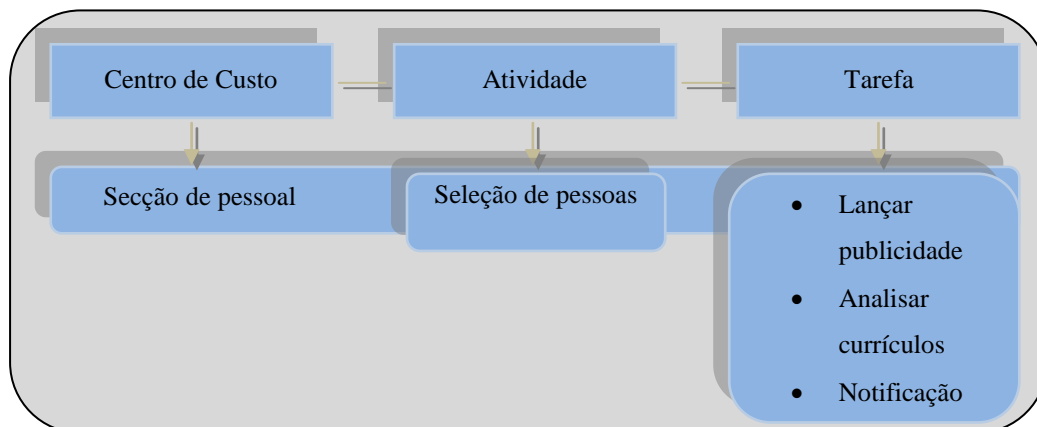 Centro de Custo
Atividade
Tarefa
Secção de pessoal
Seleção de pessoas
• Lançar
publicidade
• Analisar
currículos
• Notificação